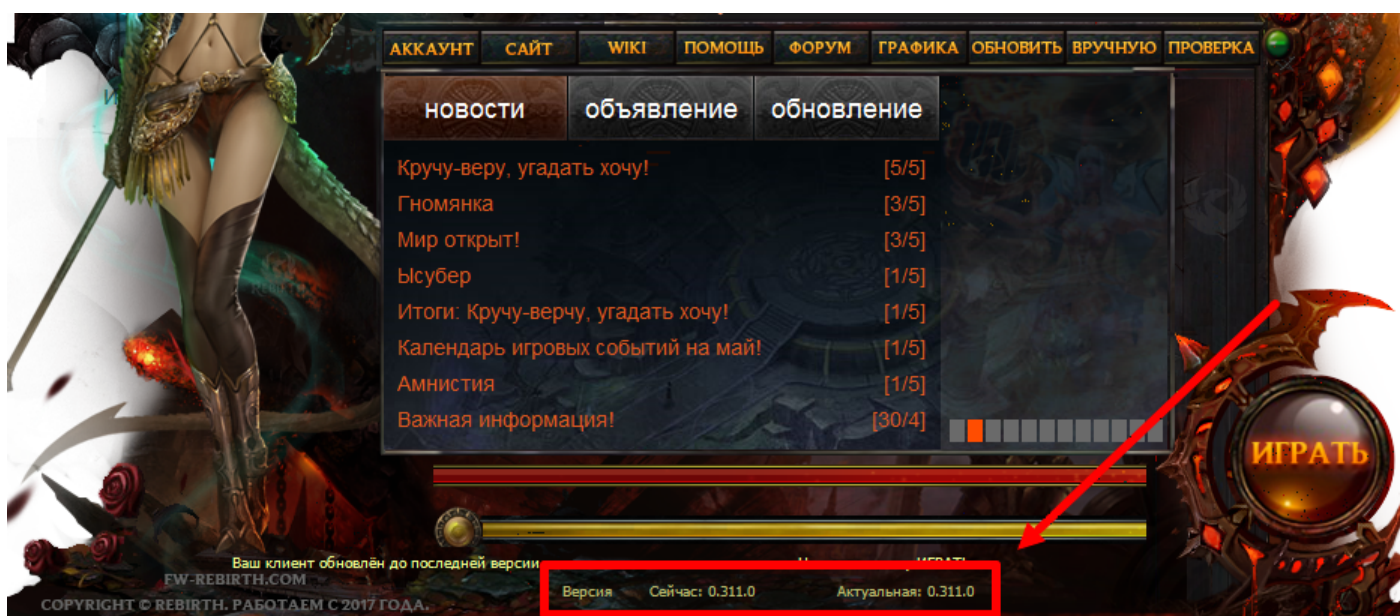 АККАУНТ САЙТ WIKI ПОМОЩЬ ФОРУМ ГРАФИКА ОБНОВИТЬ ВРУЧНУЮ ПРОВЕРКА
новости объявление обновление
Кручу-веру, угадать хочу! [5/5]
Гномянка [3/5]
Мир открыт! [3/5]
Ысубер [1/5]
Итоги: Кручу-верчу, угадать хочу! [1/5]
Календарь игровых событий на май! [1/5]
Амнистия [1/5]
Важная информация! [30/4]
ИГРАТЬ
Ваш клиент обновлён до последней версии
FW-REBIRTH.COM
Версия Сейчас: 0.311.0 Актуальная: 0.311.0
COPYRIGHT © REBIRTH. РАБОТАЕМ С 2017 ГОДА.